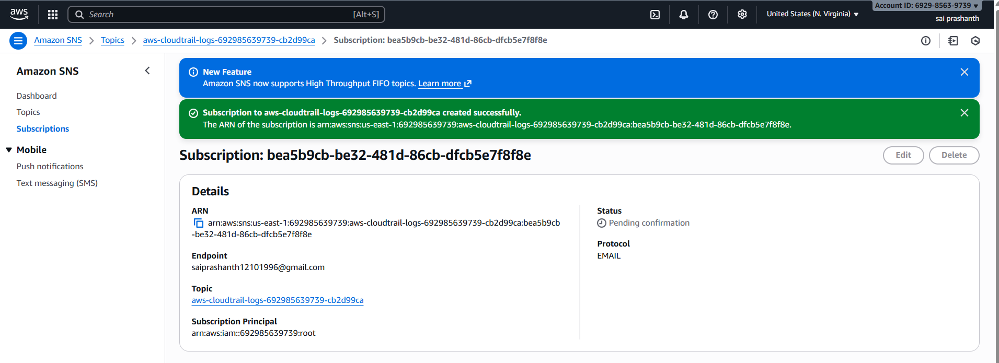 aws
Search [Alt+S]
United States (N. Virginia)
Account ID: 6929-8563-9739
sai prashanth
Amazon SNS > Topics > aws-cloudtrail-logs-692985639739-cb2d99ca > Subscription: bea5b9cb-be32-481d-86cb-dfcb5e7f8f8e
Amazon SNS
Dashboard
Topics
Subscriptions
Mobile
Push notifications
Text messaging (SMS)
New Feature
Amazon SNS now supports High Throughput FIFO topics. Learn more
Subscription to aws-cloudtrail-logs-692985639739-cb2d99ca created successfully.
The ARN of the subscription is arn:aws:sns:us-east-1:692985639739:aws-cloudtrail-logs-692985639739-cb2d99ca:bea5b9cb-be32-481d-86cb-dfcb5e7f8f8e.
Subscription: bea5b9cb-be32-481d-86cb-dfcb5e7f8f8e
Edit
Delete
Details
ARN
arn:aws:sns:us-east-1:692985639739:aws-cloudtrail-logs-692985639739-cb2d99ca:bea5b9cb
-be32-481d-86cb-dfcb5e7f8f8e
Endpoint
saiprashanth12101996@gmail.com
Topic
aws-cloudtrail-logs-692985639739-cb2d99ca
Subscription Principal
arn:aws:iam::692985639739:root
Status
Pending confirmation
Protocol
EMAIL